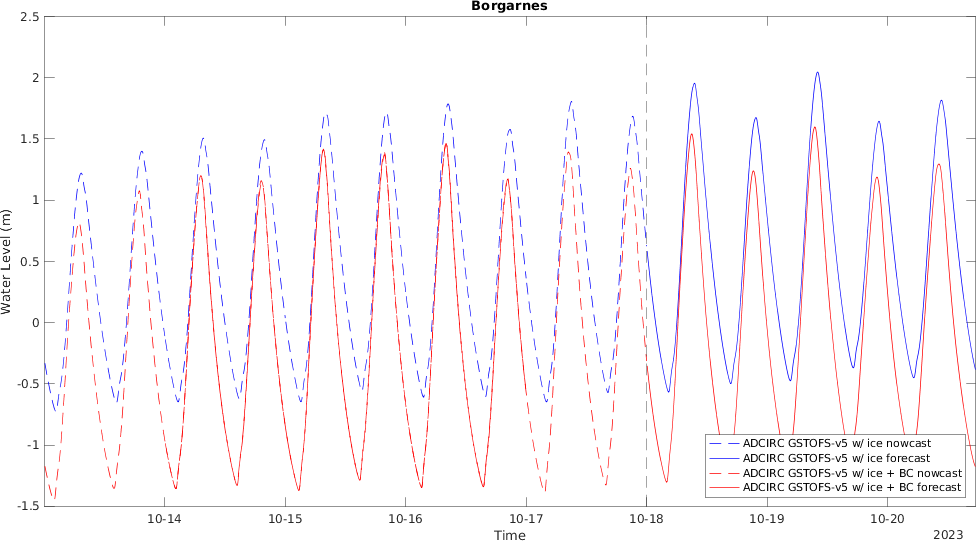 Borgarnes
2.5
2
1.5
1
0.5
0
-0.5
-1
-1.5
Water Level (m)
ADCIRC GSTOFS-v5 w/ ice nowcast
ADCIRC GSTOFS-v5 w/ ice forecast
ADCIRC GSTOFS-v5 w/ ice + BC nowcast
ADCIRC GSTOFS-v5 w/ ice + BC forecast
10-14 10-15 10-16 10-17 10-18 10-19 10-20
Time
2023